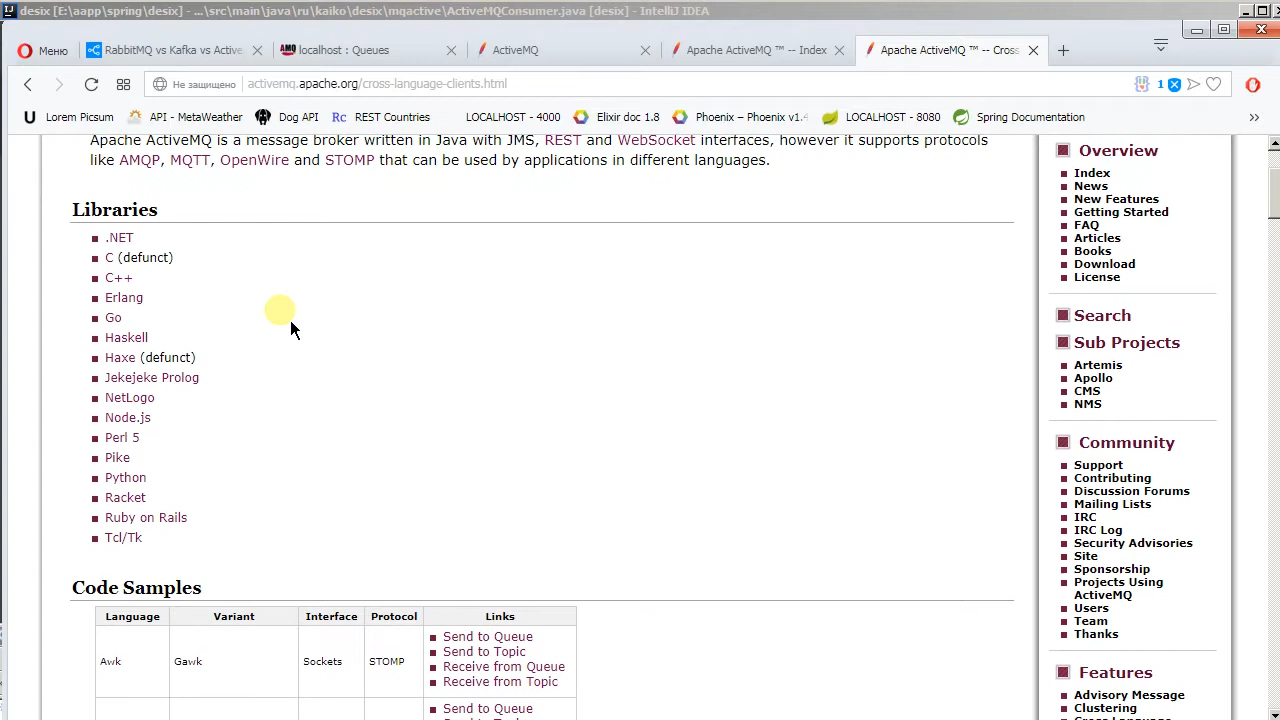 desix [E:\aapp\spring\desix] - ...\src\main\java\ru\kaiko\desix\mqactive\ActiveMQConsumer.java [desix] - IntelliJ IDEA
Меню
RabbitMQ vs Kafka vs Active
localhost : Queues
ActiveMQ
Apache ActiveMQ ™ -- Index
Apache ActiveMQ ™ -- Cross
Не защищено
activemq.apache.org/cross-language-clients.html
1
Lorem Picsum
API - MetaWeather
Dog API
Rc REST Countries
LOCALHOST - 4000
Elixir doc 1.8
Phoenix – Phoenix v1.4
LOCALHOST - 8080
Spring Documentation
Apache ActiveMQ is a message broker written in Java with JMS, REST and WebSocket interfaces, however it supports protocols
like AMQP, MQTT, OpenWire and STOMP that can be used by applications in different languages.
Libraries
.NET
C (defunct)
C++
Erlang
Go
Haskell
Haxe (defunct)
Jekejeke Prolog
NetLogo
Node.js
Perl 5
Pike
Python
Racket
Ruby on Rails
Tcl/Tk
Code Samples
Language Variant Interface Protocol Links
Awk Gawk Sockets STOMP
Send to Queue
Send to Topic
Receive from Queue
Receive from Topic
Send to Queue
Overview
Index
News
New Features
Getting Started
FAQ
Articles
Books
Download
License
Search
Sub Projects
Artemis
Apollo
CMS
NMS
Community
Support
Contributing
Discussion Forums
Mailing Lists
IRC
IRC Log
Security Advisories
Site
Sponsorship
Projects Using
ActiveMQ
Users
Team
Thanks
Features
Advisory Message
Clustering